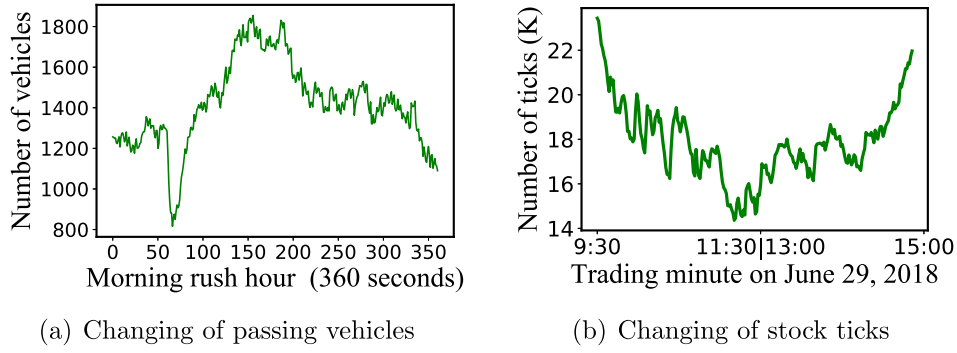 Number of vehicles
1800
1600
1400
1200
1000
800
0 50 100 150 200 250 300 350
Morning rush hour (360 seconds)
(a) Changing of passing vehicles
Number of ticks (K)
22
20
18
16
14
9:30 11:30|13:00 15:00
Trading minute on June 29, 2018
(b) Changing of stock ticks